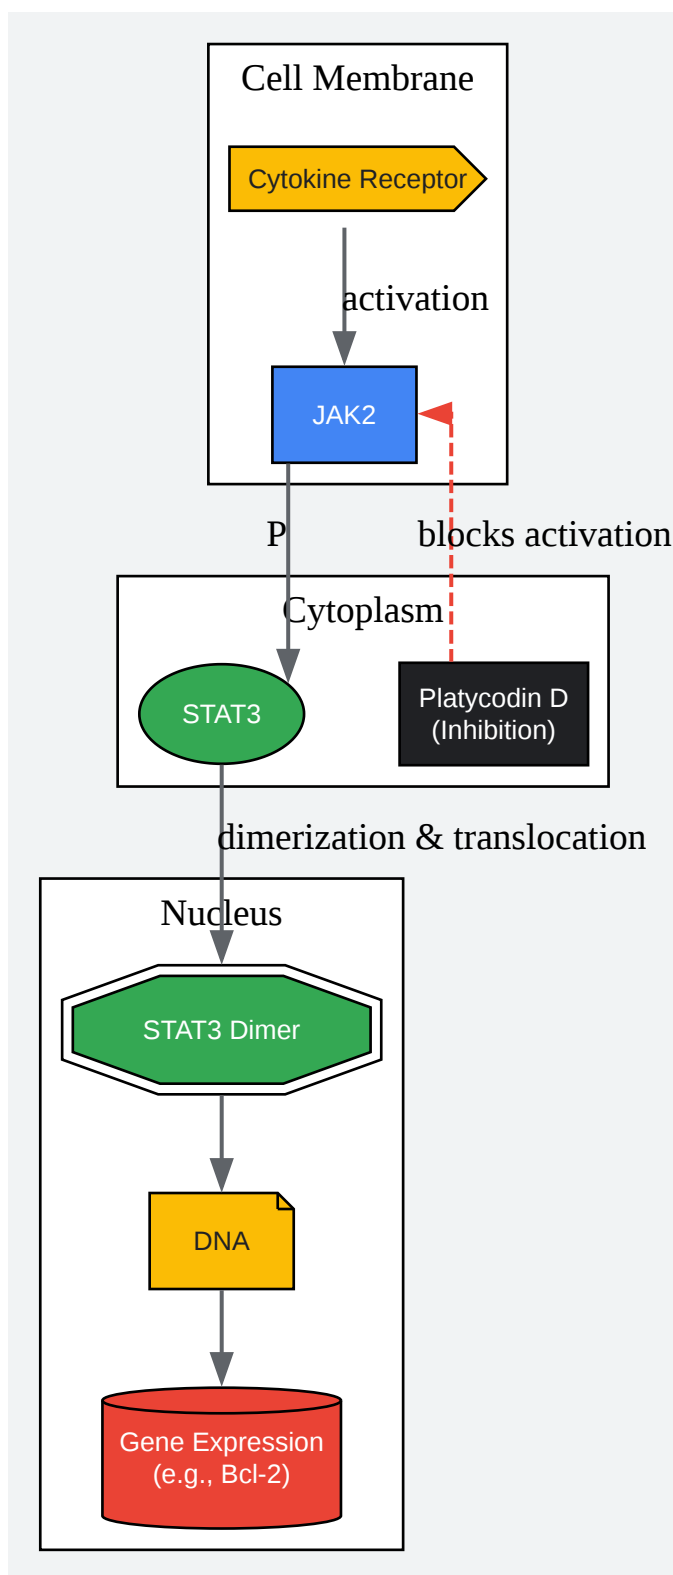 Cell Membrane
Cytokine Receptor
activation
JAK2
P
blocks activation
Cytoplasm
STAT3
Platycodin D
(Inhibition)
dimerization & translocation
Nucleus
STAT3 Dimer
DNA
Gene Expression
(e.g., Bcl-2)